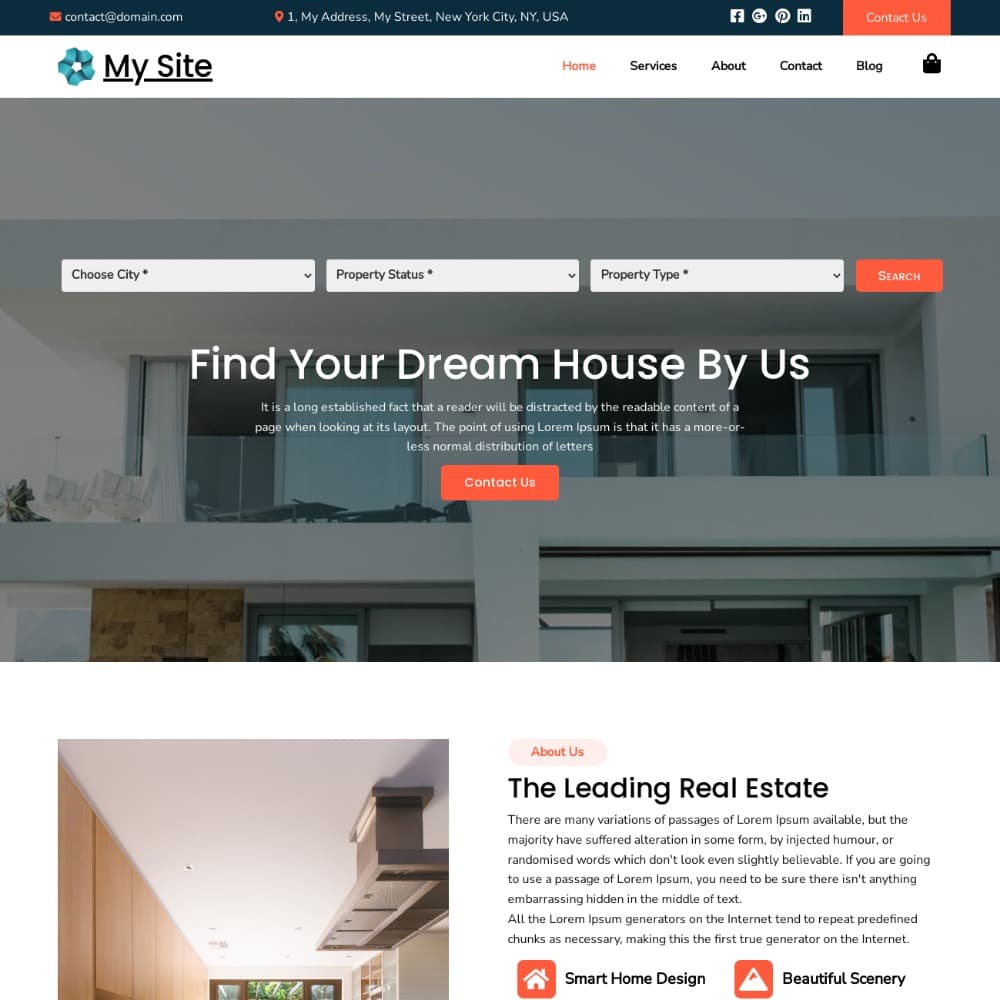 contact@domain.com
1, My Address, My Street, New York City, NY, USA
Contact Us
My Site
Home
Services
About
Contact
Blog
Choose City *
Property Status *
Property Type *
Search
Find Your Dream House By Us
It is a long established fact that a reader will be distracted by the readable content of a
page when looking at its layout. The point of using Lorem Ipsum is that it has a more-or-
less normal distribution of letters
Contact Us
About Us
The Leading Real Estate
There are many variations of passages of Lorem Ipsum available, but the
majority have suffered alteration in some form, by injected humour, or
randomised words which don't look even slightly believable. If you are going
to use a passage of Lorem Ipsum, you need to be sure there isn't anything
embarrassing hidden in the middle of text.
All the Lorem Ipsum generators on the Internet tend to repeat predefined
chunks as necessary, making this the first true generator on the Internet.
Smart Home Design
Beautiful Scenery